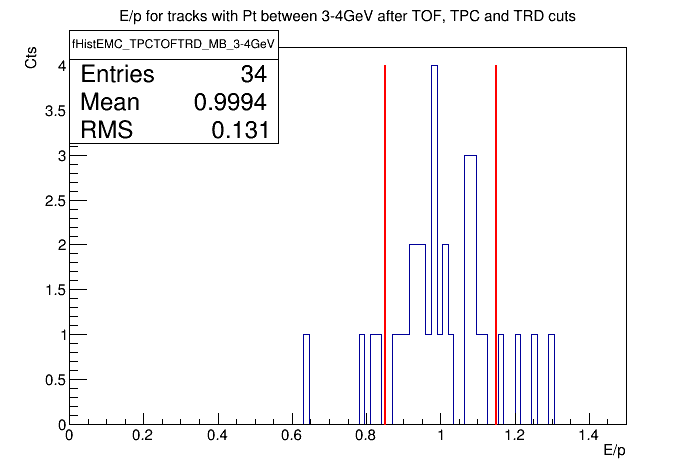 E/p for tracks with Pt between 3-4GeV after TOF, TPC and TRD cuts
fHistEMC_TPCTOFTRD_MB_3-4GeV
Entries 34
Mean 0.9994
RMS 0.131
Cts
4
3.5
3
2.5
2
1.5
1
0.5
0
0 0.2 0.4 0.6 0.8 1 1.2 1.4
E/p